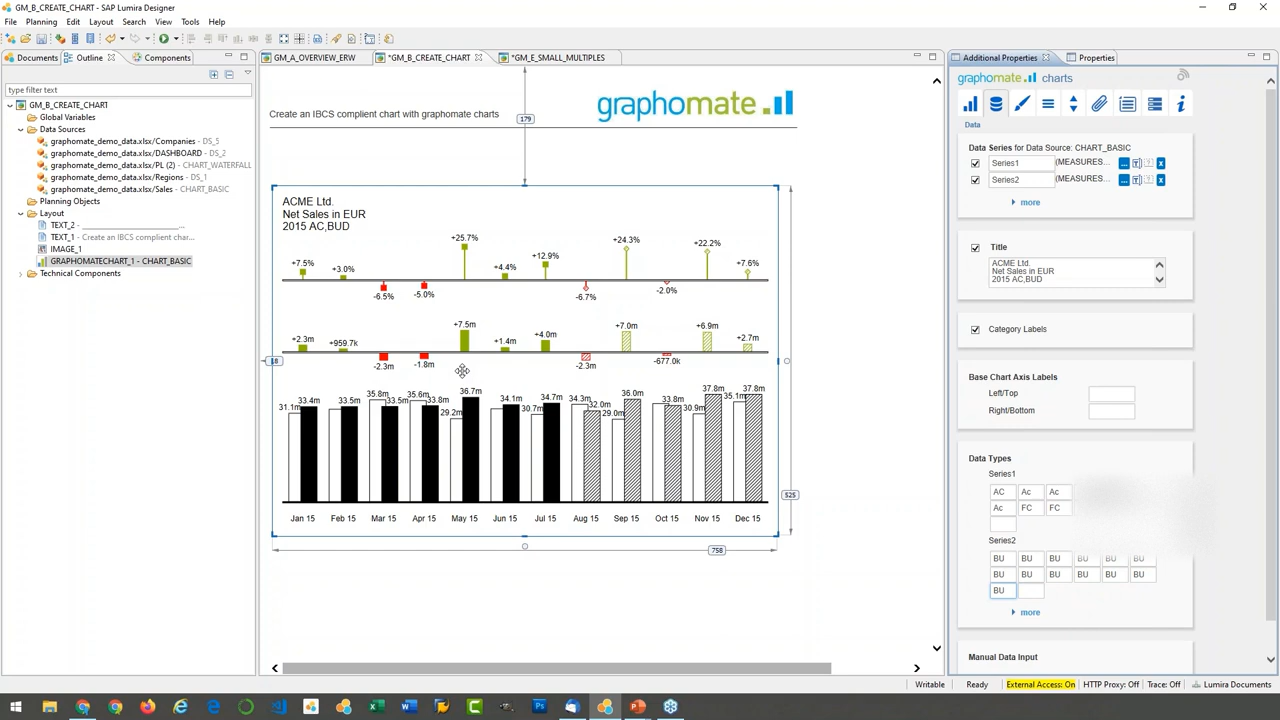 GM_B_CREATE_CHART - SAP Lumira Designer
File Planning Edit Layout Search View Tools Help
Documents Outline Components
type filter text
GM_B_CREATE_CHART
Global Variables
Data Sources
graphomate_demo_data.xlsx/Companies - DS_5
graphomate_demo_data.xlsx/DASHBOARD - DS_2
graphomate_demo_data.xlsx/PL (2) - CHART_WATERFALL
graphomate_demo_data.xlsx/Regions - DS_1
graphomate_demo_data.xlsx/Sales - CHART_BASIC
Planning Objects
Layout
TEXT_2 - ____________________...
TEXT_1 - Create an IBCS complient char...
IMAGE_1
GRAPHOMATECHART_1 - CHART_BASIC
Technical Components
GM_A_OVERVIEW_ERW *GM_B_CREATE_CHART *GM_E_SMALL_MULTIPLES
Create an IBCS complient chart with graphomate charts
179
graphomate
ACME Ltd.
Net Sales in EUR
2015 AC,BUD
+7.5% +3.0% -6.5% -5.0% +25.7% +4.4% +12.9% -6.7% +24.3% -2.0% +22.2% +7.6%
+2.3m +959.7k -2.3m -1.8m +7.5m +1.4m +4.0m -2.3m +7.0m -677.0k +6.9m +2.7m
31.1m 33.4m 33.5m 35.8m 33.5m 35.6m 33.8m 29.2m 36.7m 34.1m 30.7m 34.7m 34.3m 32.0m 29.0m 36.0m 33.8m 30.9m 37.8m 35.1m 37.8m
Jan 15 Feb 15 Mar 15 Apr 15 May 15 Jun 15 Jul 15 Aug 15 Sep 15 Oct 15 Nov 15 Dec 15
525
758
Additional Properties Properties
graphomate charts
Data
Data Series for Data Source: CHART_BASIC
Series1 (MEASURES... ...
Series2 (MEASURES... ...
more
Title
ACME Ltd.
Net Sales in EUR
2015 AC,BUD
Category Labels
Base Chart Axis Labels
Left/Top
Right/Bottom
Data Types
Series1
AC Ac Ac
Ac FC FC
Series2
BU BU BU BU BU BU
BU BU BU BU BU BU
BU
more
Manual Data Input
Writable Ready External Access: On HTTP Proxy: Off Trace: Off Lumira Documents